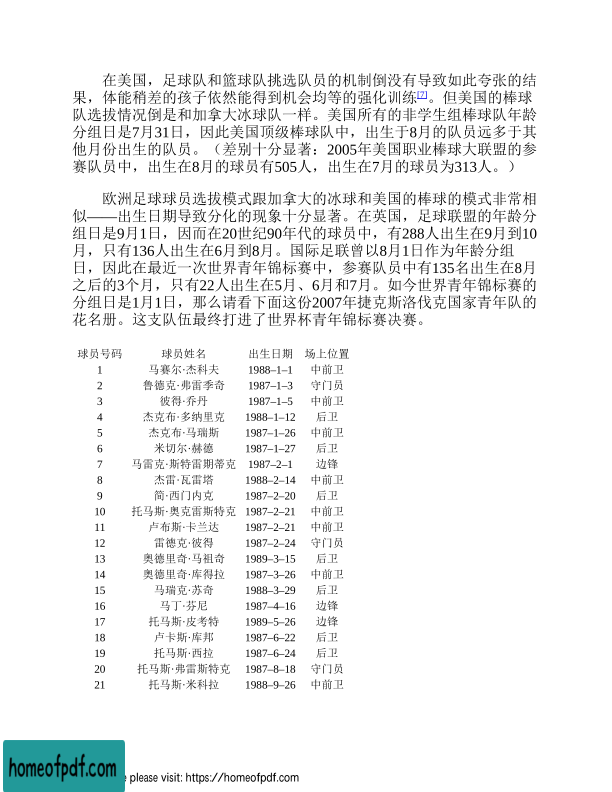 在美国，足球队和篮球队挑选队员的机制倒没有导致如此夸张的结
果，体能稍差的孩子依然能得到机会均等的强化训练[7]。但美国的棒球
队选拔情况倒是和加拿大冰球队一样。美国所有的非学生组棒球队年龄
分组日是7月31日，因此美国顶级棒球队中，出生于8月的队员远多于其
他月份出生的队员。（差别十分显著：2005年美国职业棒球大联盟的参
赛队员中，出生在8月的球员有505人，出生在7月的球员为313人。）
欧洲足球球员选拔模式跟加拿大的冰球和美国的棒球的模式非常相
似——出生日期导致分化的现象十分显著。在英国，足球联盟的年龄分
组日是9月1日，因而在20世纪90年代的球员中，有288人出生在9月到10
月，只有136人出生在6月到8月。国际足联曾以8月1日作为年龄分组
日，因此在最近一次世界青年锦标赛中，参赛队员中有135名出生在8月
之后的3个月，只有22人出生在5月、6月和7月。如今世界青年锦标赛的
分组日是1月1日，那么请看下面这份2007年捷克斯洛伐克国家青年队的
花名册。这支队伍最终打进了世界杯青年锦标赛决赛。
球员号码 球员姓名 出生日期 场上位置
1 马赛尔·杰科夫 1988–1–1 中前卫
2 鲁德克·弗雷季奇 1987–1–3 守门员
3 彼得·乔丹 1987–1–5 中前卫
4 杰克布·多纳里克 1988–1–12 后卫
5 杰克布·马瑞斯 1987–1–26 中前卫
6 米切尔·赫德 1987–1–27 后卫
7 马雷克·斯特雷期蒂克 1987–2–1 边锋
8 杰雷·瓦雷塔 1988–2–14 中前卫
9 简·西门内克 1987–2–20 后卫
10 托马斯·奥克雷斯特克 1987–2–21 中前卫
11 卢布斯·卡兰达 1987–2–21 中前卫
12 雷德克·彼得 1987–2–24 守门员
13 奥德里奇·马祖奇 1989–3–15 后卫
14 奥德里奇·库得拉 1987–3–26 中前卫
15 马瑞克·苏奇 1988–3–29 后卫
16 马丁·芬尼 1987–4–16 边锋
17 托马斯·皮考特 1989–5–26 边锋
18 卢卡斯·库邦 1987–6–22 后卫
19 托马斯·西拉 1987–6–24 后卫
20 托马斯·弗雷斯特克 1987–8–18 守门员
21 托马斯·米科拉 1988–9–26 中前卫
homeofpdf.com
e please visit: https://homeofpdf.com